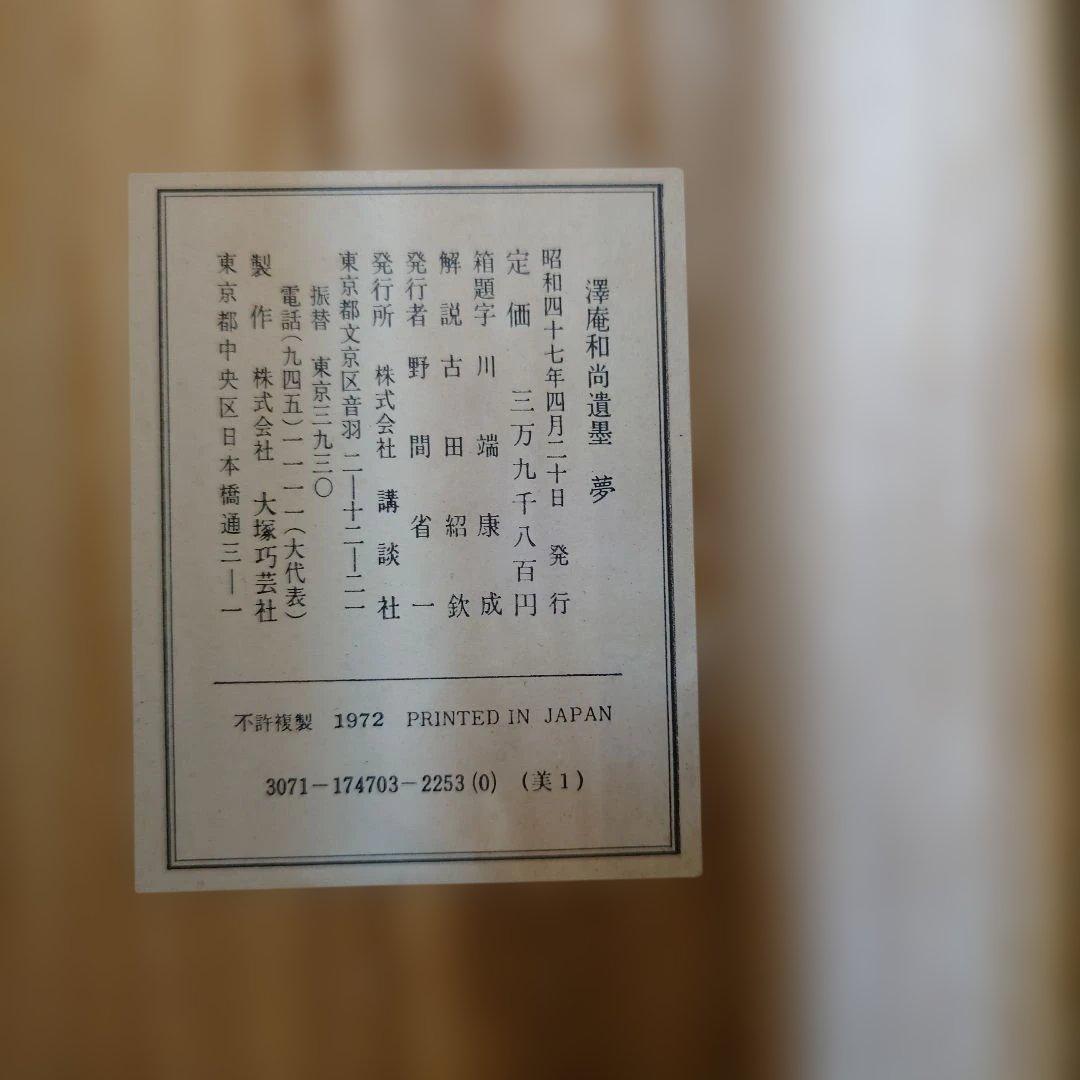 澤庵和尚遺墨 夢
昭和四十七年四月二十日 発行
定価 三万九千八百円
箱題字 川端康成
解説 古田紹欽
発行者 野間省一
発行所 株式会社 講談社
東京都文京区音羽二―十二―二一
振替 東京三九三〇
電話(九四五)一一一一(大代表)
製作 株式会社 大塚巧芸社
東京都中央区日本橋通三―一
不許複製 1972 PRINTED IN JAPAN
3071-174703-2253(0) (美1)